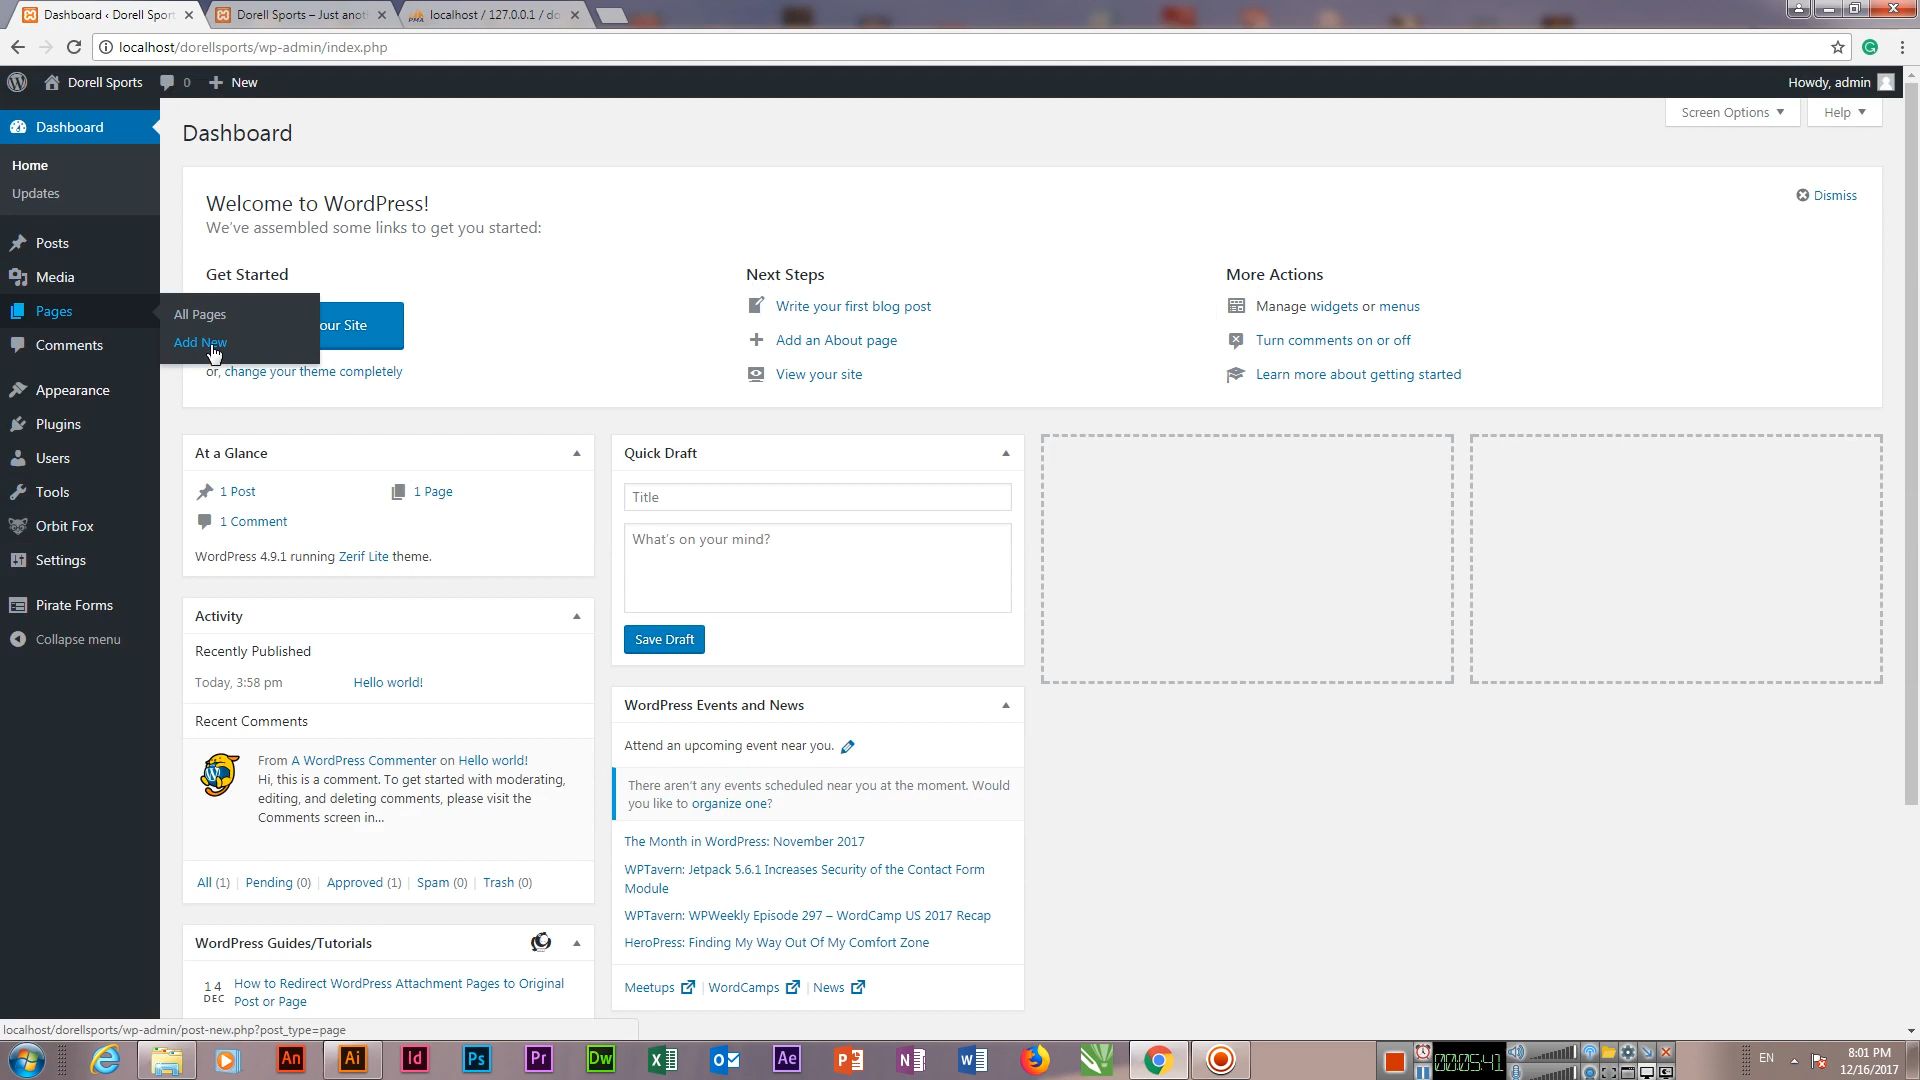 Dashboard ‹ Dorell Sport
Dorell Sports – Just anot
localhost / 127.0.0.1 / do
localhost/dorellsports/wp-admin/index.php
Dorell Sports
0
New
Howdy, admin
Dashboard
Home
Updates
Posts
Media
Pages
Comments
Appearance
Plugins
Users
Tools
Orbit Fox
Settings
Pirate Forms
Collapse menu
All Pages
Add New
Dashboard
Screen Options
Help
Welcome to WordPress!
We've assembled some links to get you started:
Dismiss
Get Started
our Site
or, change your theme completely
Next Steps
Write your first blog post
Add an About page
View your site
More Actions
Manage widgets or menus
Turn comments on or off
Learn more about getting started
At a Glance
1 Post
1 Page
1 Comment
WordPress 4.9.1 running Zerif Lite theme.
Activity
Recently Published
Today, 3:58 pm
Hello world!
Recent Comments
From A WordPress Commenter on Hello world!
Hi, this is a comment. To get started with moderating,
editing, and deleting comments, please visit the
Comments screen in...
All (1) | Pending (0) | Approved (1) | Spam (0) | Trash (0)
WordPress Guides/Tutorials
14
DEC
How to Redirect WordPress Attachment Pages to Original
Post or Page
Quick Draft
Title
What's on your mind?
Save Draft
WordPress Events and News
Attend an upcoming event near you.
There aren't any events scheduled near you at the moment. Would
you like to organize one?
The Month in WordPress: November 2017
WPTavern: Jetpack 5.6.1 Increases Security of the Contact Form
Module
WPTavern: WPWeekly Episode 297 – WordCamp US 2017 Recap
HeroPress: Finding My Way Out Of My Comfort Zone
Meetups | WordCamps | News
localhost/dorellsports/wp-admin/post-new.php?post_type=page
An
Ai
Id
Ps
Pr
Dw
Ae
00:05:41
EN
8:01 PM
12/16/2017